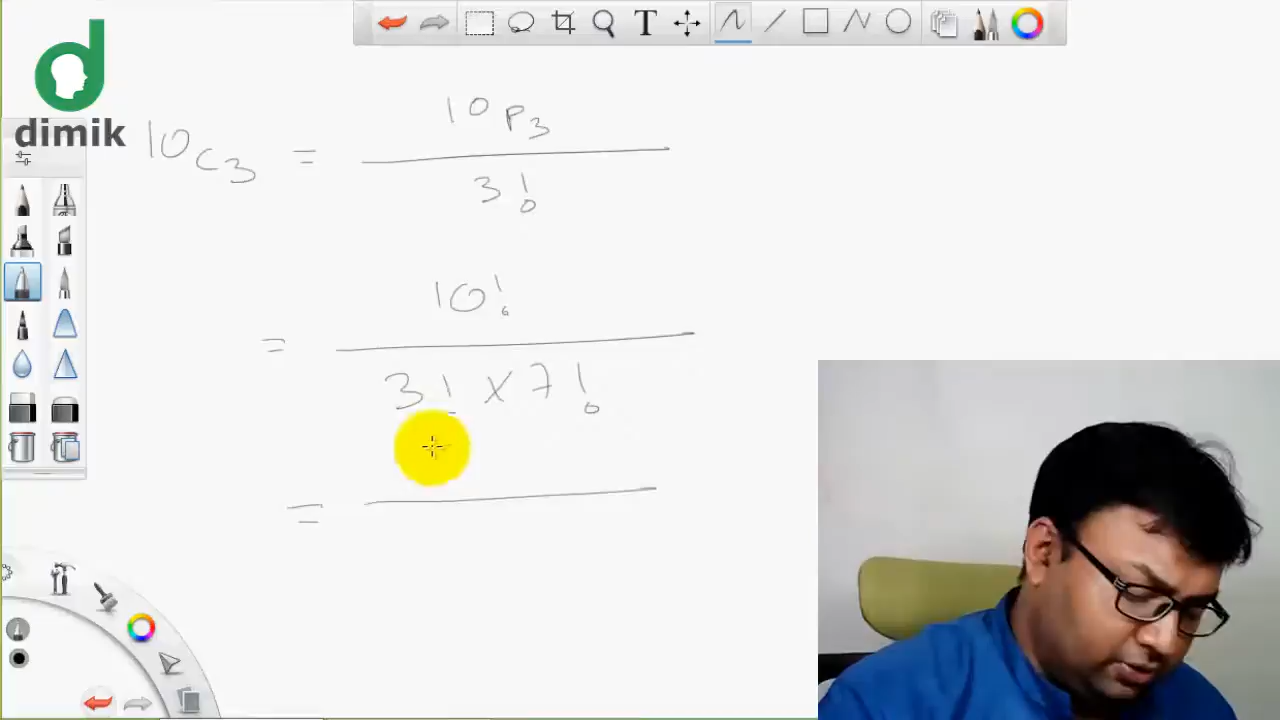 dimik
T
10P3
10C3 = 
3!
10!
=
3! x 7!
=